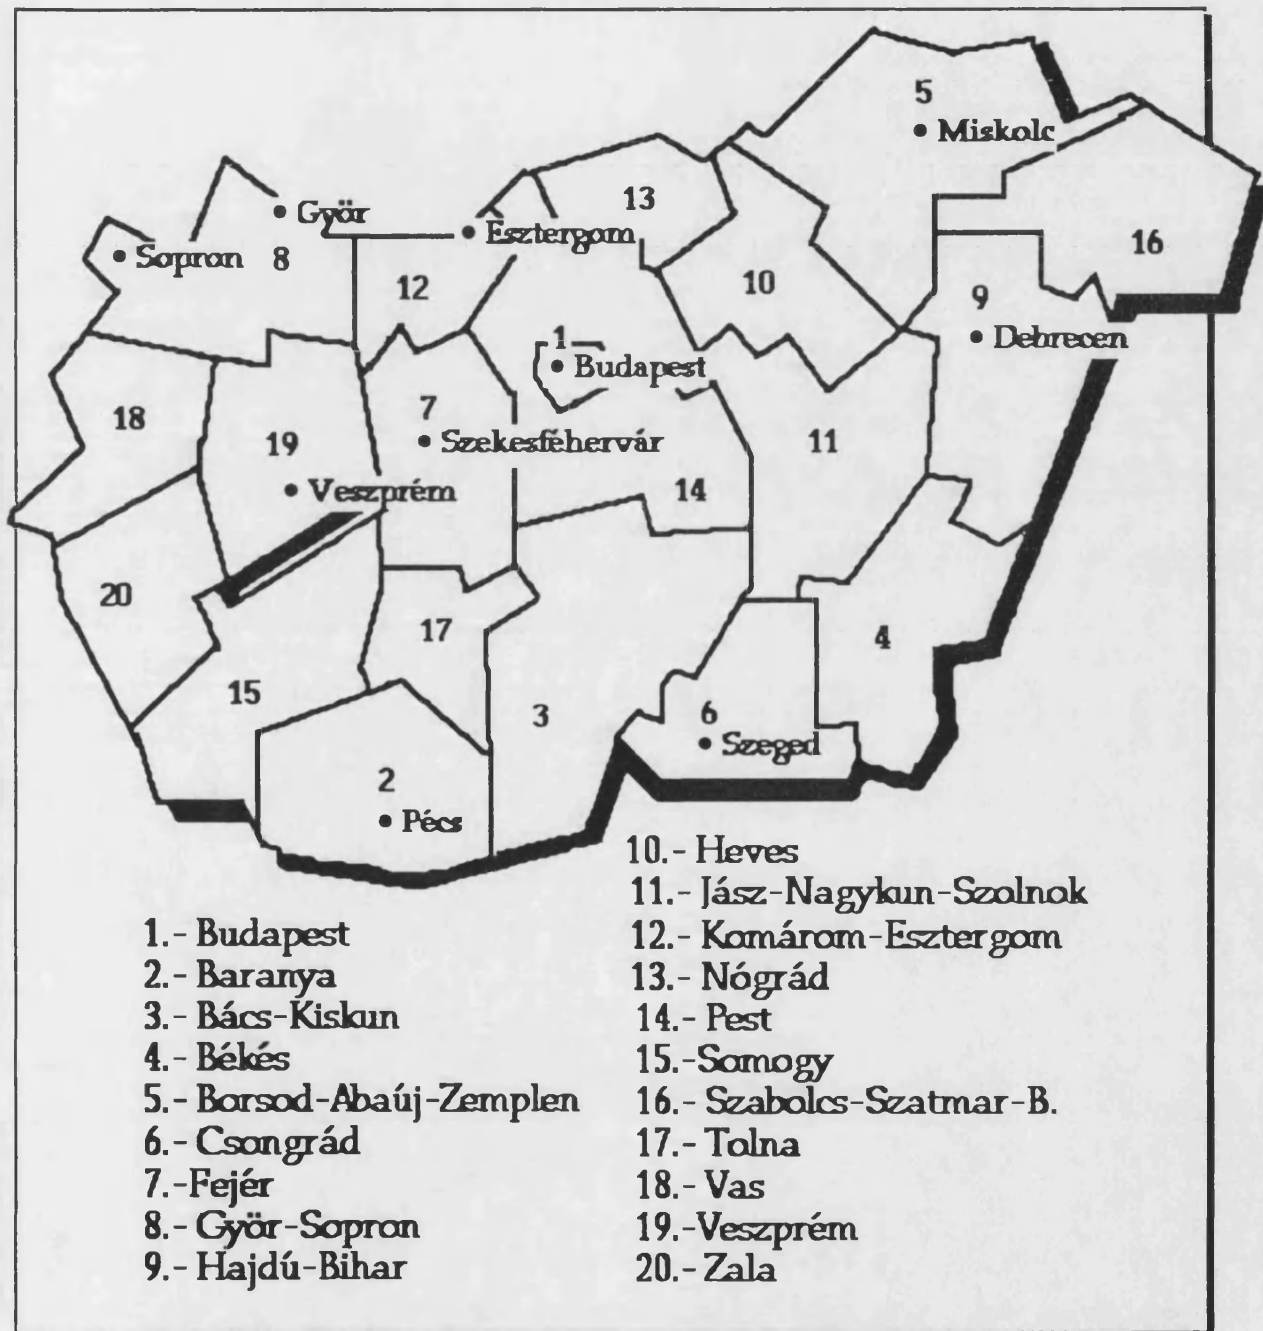 5
• Miskolc
• Györ
13
• Esztergom
• Sopron
8
16
12
10
9
1
• Budapest
• Debrecen
18
7
19
• Szekesféhervár
11
14
• Veszprém
20
17
4
15
3
6
• Szeged
2
• Pécs
1.- Budapest
2.- Baranya
3.- Bács-Kiskun
4.- Békés
5.- Borsod-Abaúj-Zemplen
6.- Csongrád
7.-Fejér
8.- Györ-Sopron
9.- Hajdú-Bihar
10.- Heves
11.- Jász-Nagykun-Szolnok
12.- Komárom-Esztergom
13.- Nógrád
14.- Pest
15.-Somogy
16.- Szabolcs-Szatmar-B.
17.- Tolna
18.- Vas
19.-Veszprém
20.- Zala